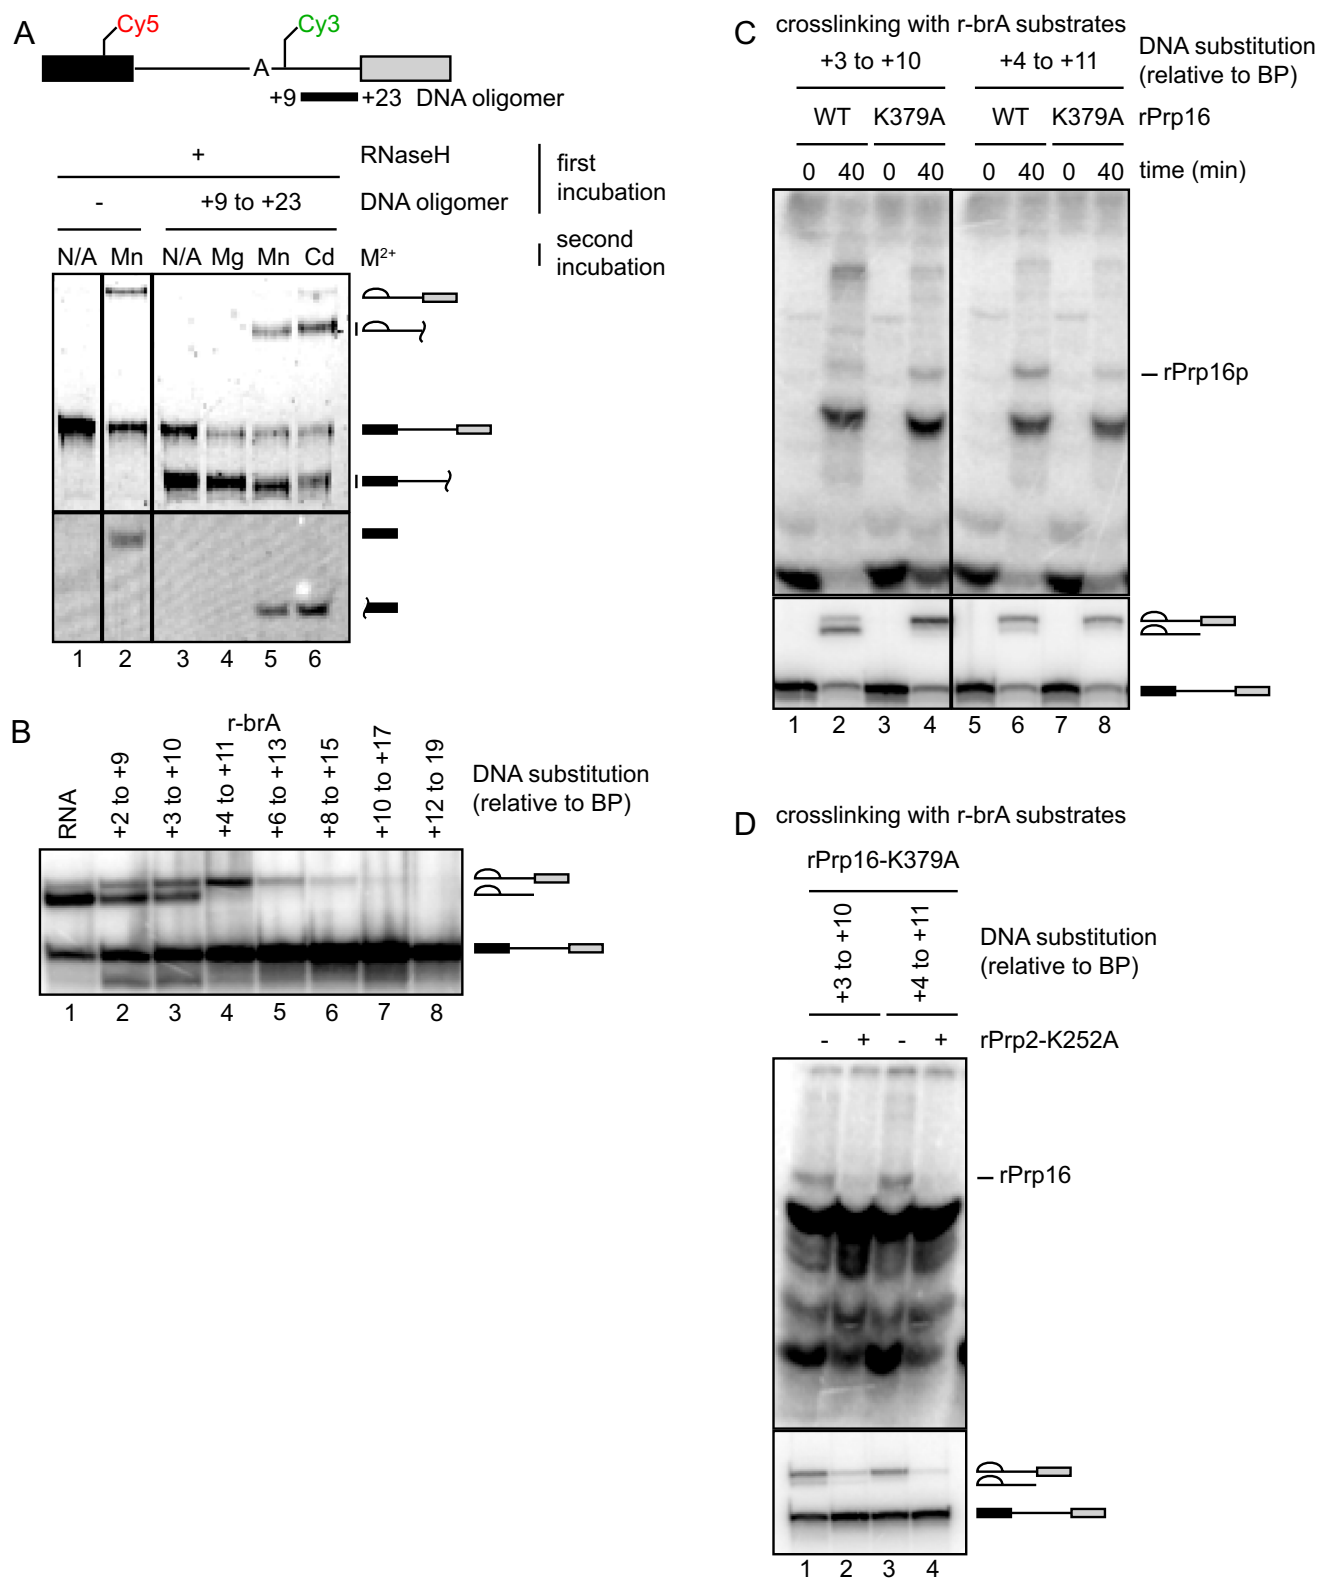 A
Cy5
Cy3
A
+9
+23 DNA oligomer
+
RNaseH
first
incubation
-
+9 to +23
DNA oligomer
N/A Mn N/A Mg Mn Cd
M²⁺
second
incubation
1 2 3 4 5 6
B
r-brA
RNA
+2 to +9
+3 to +10
+4 to +11
+6 to +13
+8 to +15
+10 to +17
+12 to 19
DNA substitution
(relative to BP)
1 2 3 4 5 6 7 8
C
crosslinking with r-brA substrates
+3 to +10
+4 to +11
DNA substitution
(relative to BP)
WT K379A WT K379A
rPrp16
0 40 0 40 0 40 0 40
time (min)
rPrp16p
1 2 3 4 5 6 7 8
D
crosslinking with r-brA substrates
rPrp16-K379A
+3 to +10
+4 to +11
DNA substitution
(relative to BP)
- + - +
rPrp2-K252A
rPrp16
1 2 3 4